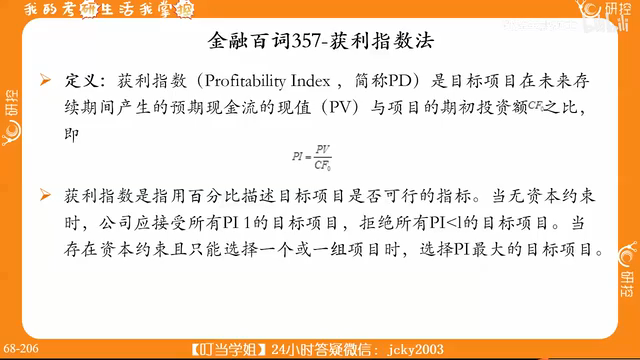 我的考研生活我掌控
研控
金融百词357-获利指数法
研控
定义：获利指数（Profitability Index ，简称PD）是目标项目在未来存
续期间产生的预期现金流的现值（PV）与项目的期初投资额CF₀之比，
即
PI = PV / CF₀
获利指数是指用百分比描述目标项目是否可行的指标。当无资本约束
时，公司应接受所有PI 1的目标项目，拒绝所有PI<l的目标项目。当
存在资本约束且只能选择一个或一组项目时，选择PI最大的目标项目。
研控
68-206
【叮当学姐】24小时答疑微信：jcky2003